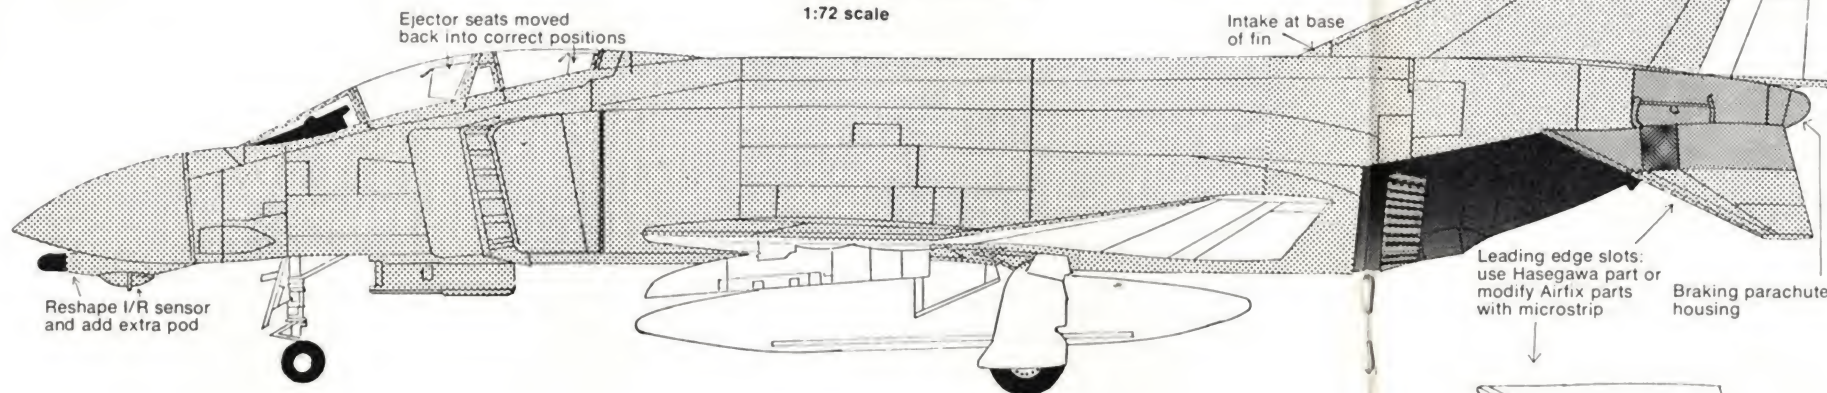 1:72 scale
Ejector seats moved
back into correct positions
Intake at base
of fin
Reshape I/R sensor
and add extra pod
Leading edge slots:
use Hasegawa part or
modify Airfix parts
with microstrip
Braking parachute
housing